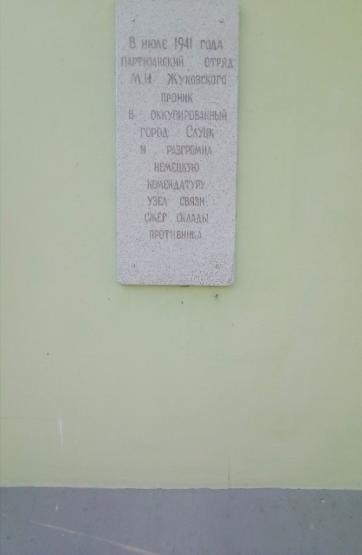 В ИЮЛЕ 1941 ГОДА
ПАРТИЗАНСКИЙ ОТРЯД
М.И. ЖУКОВСКОГО
ПРОНИК
В ОККУПИРОВАННЫЙ
ГОРОД СЛУЦК
И РАЗГРОМИЛ
НЕМЕЦКУЮ
КОМЕНДАТУРУ
УЗЕЛ СВЯЗИ
СЖЕГ СКЛАДЫ
ПРОТИВНИКА